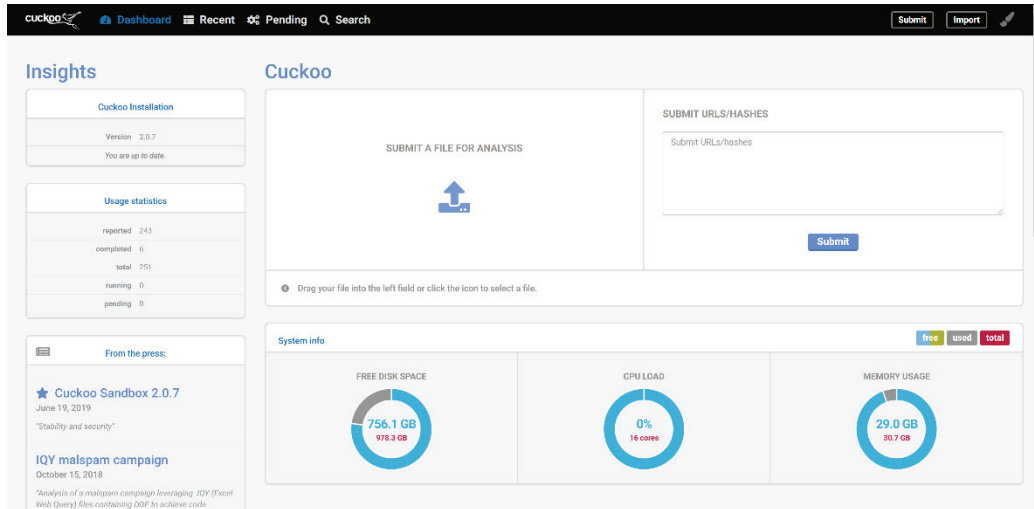 cuckoo Dashboard Recent Pending Search Submit Import
Insights
Cuckoo Installation
Version 2.0.7
You are up to date.
Usage statistics
reported 243
completed 6
total 251
running 0
pending 0
From the press:
Cuckoo Sandbox 2.0.7
June 19, 2019
"Stability and security"
IQY malspam campaign
October 15, 2018
"Analysis of a malspam campaign leveraging .IQY (Excel
Web Query) files containing DDE to achieve code
Cuckoo
SUBMIT A FILE FOR ANALYSIS
SUBMIT URLS/HASHES
Submit URLs/hashes
Submit
Drag your file into the left field or click the icon to select a file.
System info
free used total
FREE DISK SPACE
756.1 GB
978.3 GB
CPU LOAD
0%
16 cores
MEMORY USAGE
29.0 GB
30.7 GB